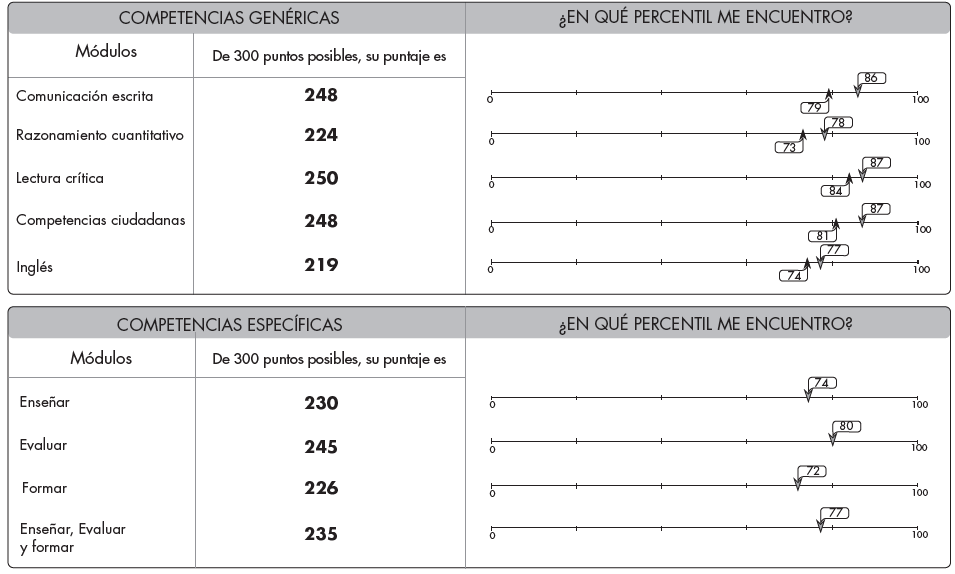 COMPETENCIAS GENÉRICAS
¿EN QUÉ PERCENTIL ME ENCUENTRO?
Módulos
De 300 puntos posibles, su puntaje es
Comunicación escrita
248
0
79
86
100
Razonamiento cuantitativo
224
0
73
78
100
Lectura crítica
250
0
84
87
100
Competencias ciudadanas
248
0
81
87
100
Inglés
219
0
74
77
100
COMPETENCIAS ESPECÍFICAS
¿EN QUÉ PERCENTIL ME ENCUENTRO?
Módulos
De 300 puntos posibles, su puntaje es
Enseñar
230
0
74
100
Evaluar
245
0
80
100
Formar
226
0
72
100
Enseñar, Evaluar
y formar
235
0
77
100